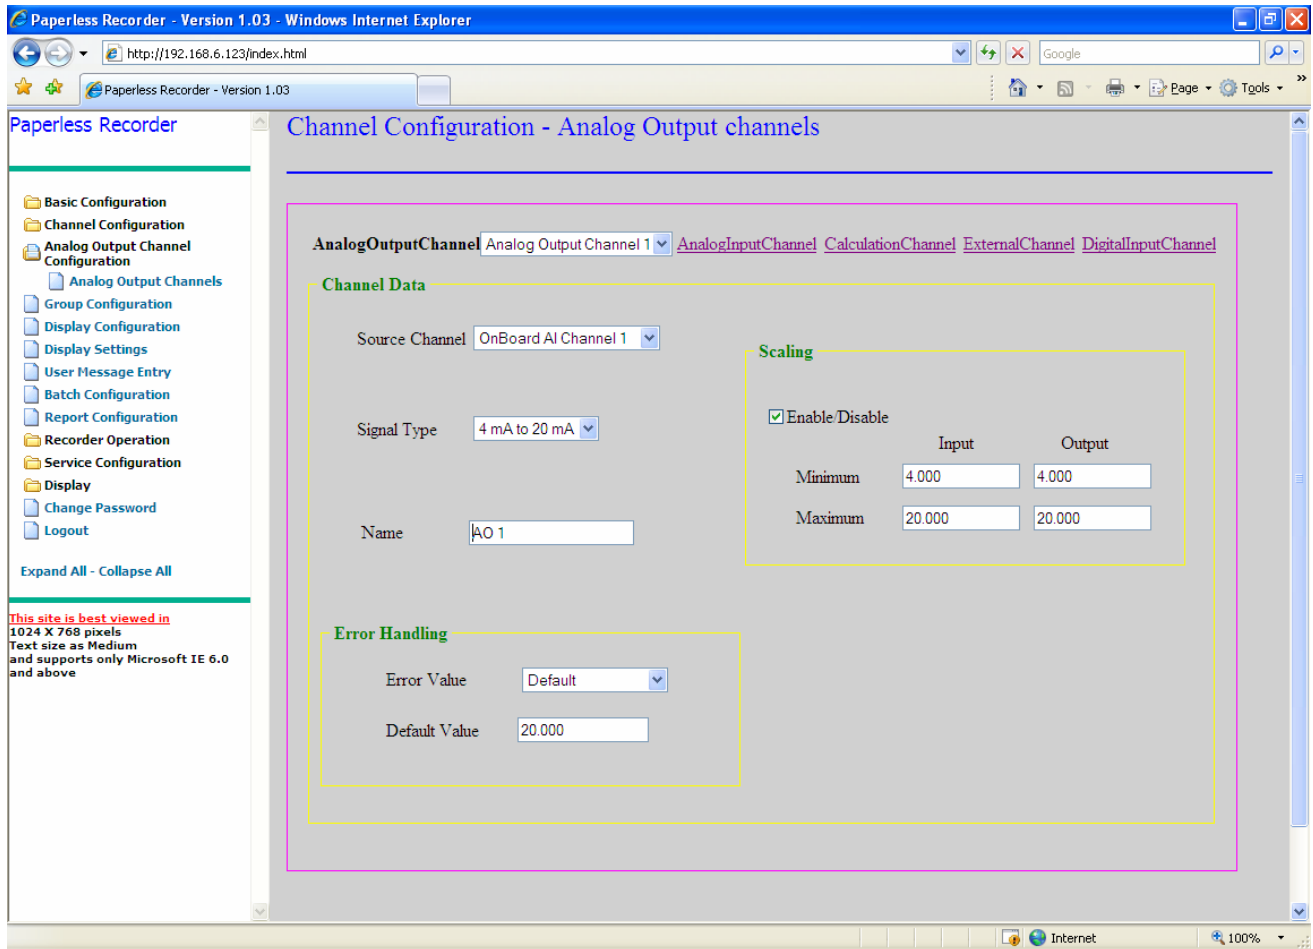 Paperless Recorder - Version 1.03 - Windows Internet Explorer
http://192.168.6.123/index.html
Google
Paperless Recorder - Version 1.03
Page
Tools
»
Paperless Recorder
Basic Configuration
Channel Configuration
Analog Output Channel
Configuration
Analog Output Channels
Group Configuration
Display Configuration
Display Settings
User Message Entry
Batch Configuration
Report Configuration
Recorder Operation
Service Configuration
Display
Change Password
Logout
Expand All - Collapse All
This site is best viewed in
1024 X 768 pixels
Text size as Medium
and supports only Microsoft IE 6.0
and above
Channel Configuration - Analog Output channels
AnalogOutputChannel Analog Output Channel 1 AnalogInputChannel CalculationChannel ExternalChannel DigitalInputChannel
Channel Data
Source Channel OnBoard AI Channel 1
Signal Type 4 mA to 20 mA
Name AO 1
Scaling
Enable/Disable
Input Output
Minimum 4.000 4.000
Maximum 20.000 20.000
Error Handling
Error Value Default
Default Value 20.000
Internet
100%